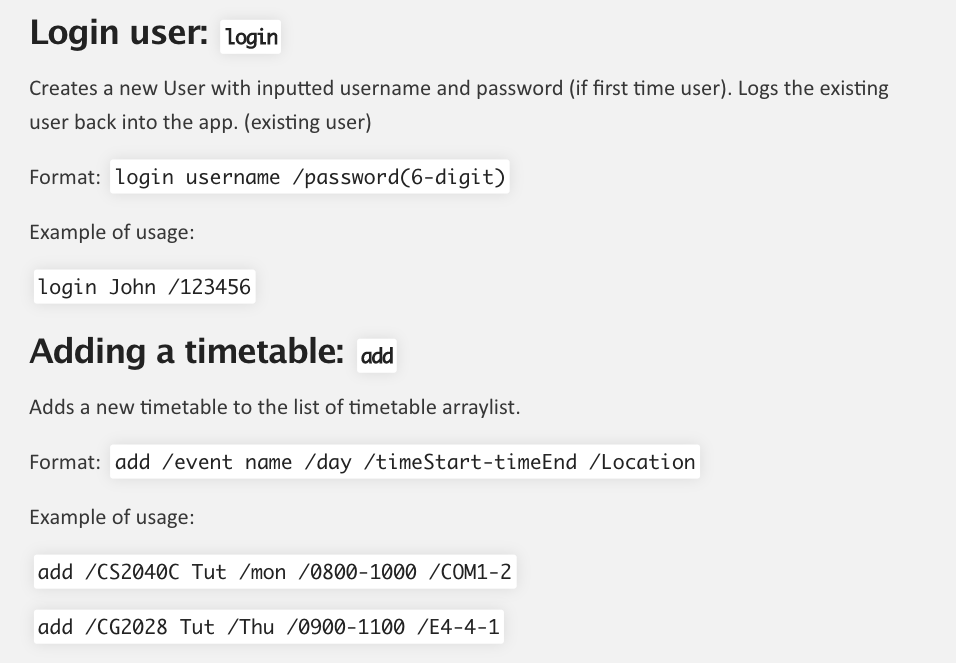 Login user: login
Creates a new User with inputted username and password (if first time user). Logs the existing
user back into the app. (existing user)
Format: login username /password(6-digit)
Example of usage:
login John /123456
Adding a timetable: add
Adds a new timetable to the list of timetable arraylist.
Format: add /event name /day /timeStart-timeEnd /Location
Example of usage:
add /CS2040C Tut /mon /0800-1000 /COM1-2
add /CG2028 Tut /Thu /0900-1100 /E4-4-1